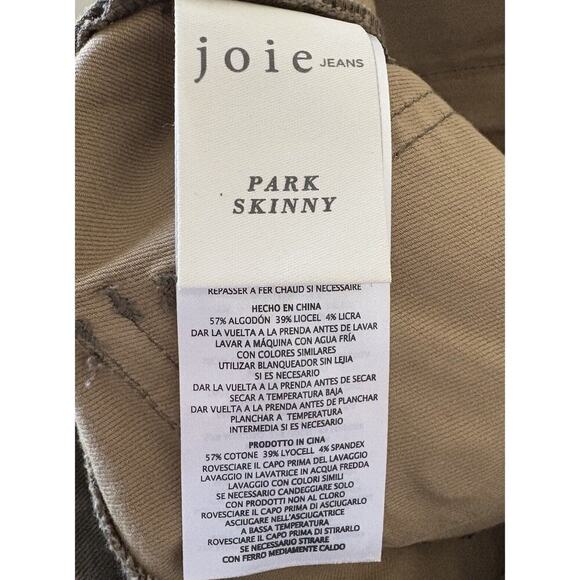 joie JEANS
PARK
SKINNY
REPASSER A FER CHAUD SI NECESSAIRE
HECHO EN CHINA
57% ALGODÓN 39% LIOCEL 4% LICRA
DAR LA VUELTA A LA PRENDA ANTES DE LAVAR
LAVAR A MÁQUINA CON AGUA FRÍA
CON COLORES SIMILARES
UTILIZAR BLANQUEADOR SIN LEJIA
SI ES NECESARIO
DAR LA VUELTA A LA PRENDA ANTES DE SECAR
SECAR A TEMPERATURA BAJA
DAR LA VUELTA A LA PRENDA ANTES DE PLANCHAR
PLANCHAR A TEMPERATURA
INTERMEDIA SI ES NECESARIO
PRODOTTO IN CINA
57% COTONE 39% LYOCELL 4% SPANDEX
ROVESCIARE IL CAPO PRIMA DEL LAVAGGIO
LAVAGGIO IN LAVATRICE IN ACQUA FREDDA
LAVAGGIO CON COLORI SIMILI
SE NECESSARIO CANDEGGIARE SOLO
CON PRODOTTI NON AL CLORO
ROVESCIARE IL CAPO PRIMA DI
ASCIUGARE NELL'ASCIUGATRICE
A BASSA TEMPERATURA
ROVESCIARE IL CAPO PRIMA DI STIRARLO
SE NECESSARIO STIRARE
CON FERRO MEDIAMENTE CALDO